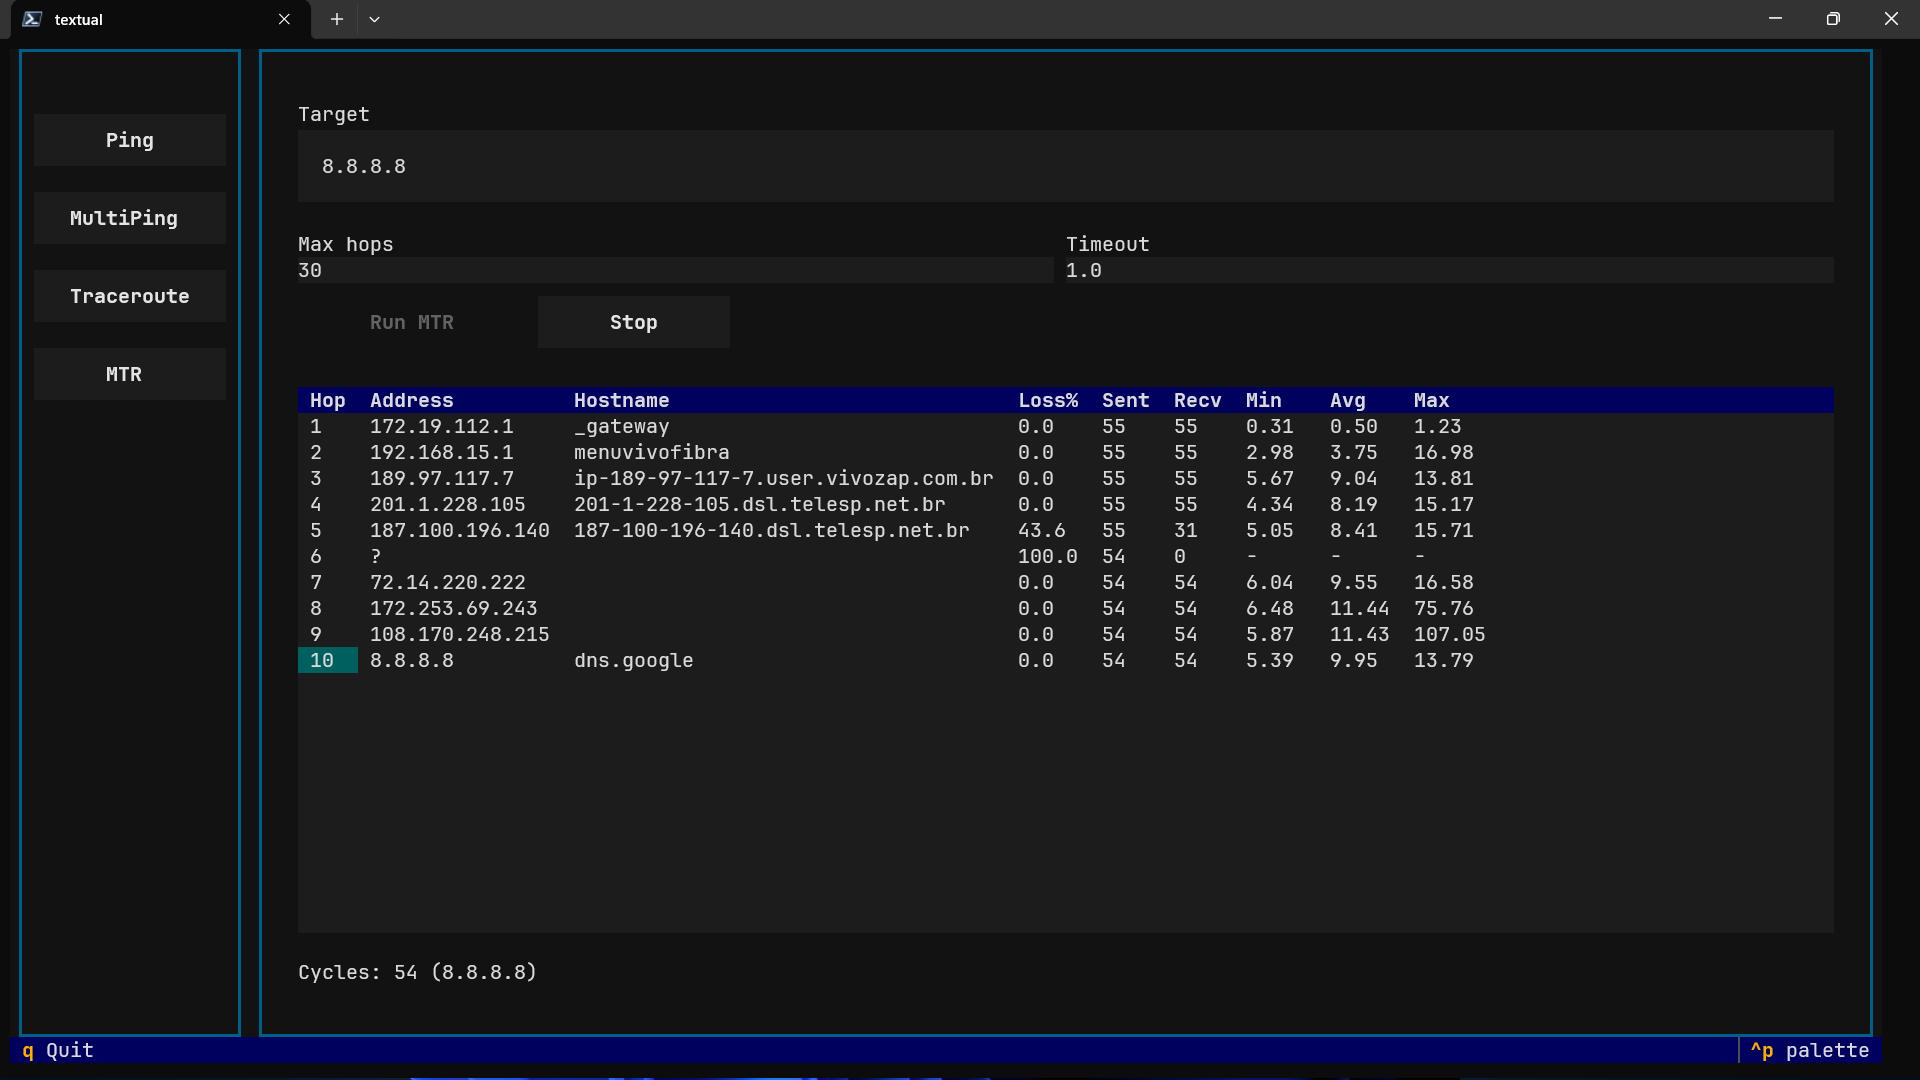 textual
Ping
MultiPing
Traceroute
MTR
Target
8.8.8.8
Max hops Timeout
30 1.0
Run MTR Stop
Hop Address Hostname Loss% Sent Recv Min Avg Max
1 172.19.112.1 _gateway 0.0 55 55 0.31 0.50 1.23
2 192.168.15.1 menuvivofibra 0.0 55 55 2.98 3.75 16.98
3 189.97.117.7 ip-189-97-117-7.user.vivozap.com.br 0.0 55 55 5.67 9.04 13.81
4 201.1.228.105 201-1-228-105.dsl.telesp.net.br 0.0 55 55 4.34 8.19 15.17
5 187.100.196.140 187-100-196-140.dsl.telesp.net.br 43.6 55 31 5.05 8.41 15.71
6 ? 100.0 54 0 - - -
7 72.14.220.222 0.0 54 54 6.04 9.55 16.58
8 172.253.69.243 0.0 54 54 6.48 11.44 75.76
9 108.170.248.215 0.0 54 54 5.87 11.43 107.05
10 8.8.8.8 dns.google 0.0 54 54 5.39 9.95 13.79
Cycles: 54 (8.8.8.8)
q Quit ^p palette